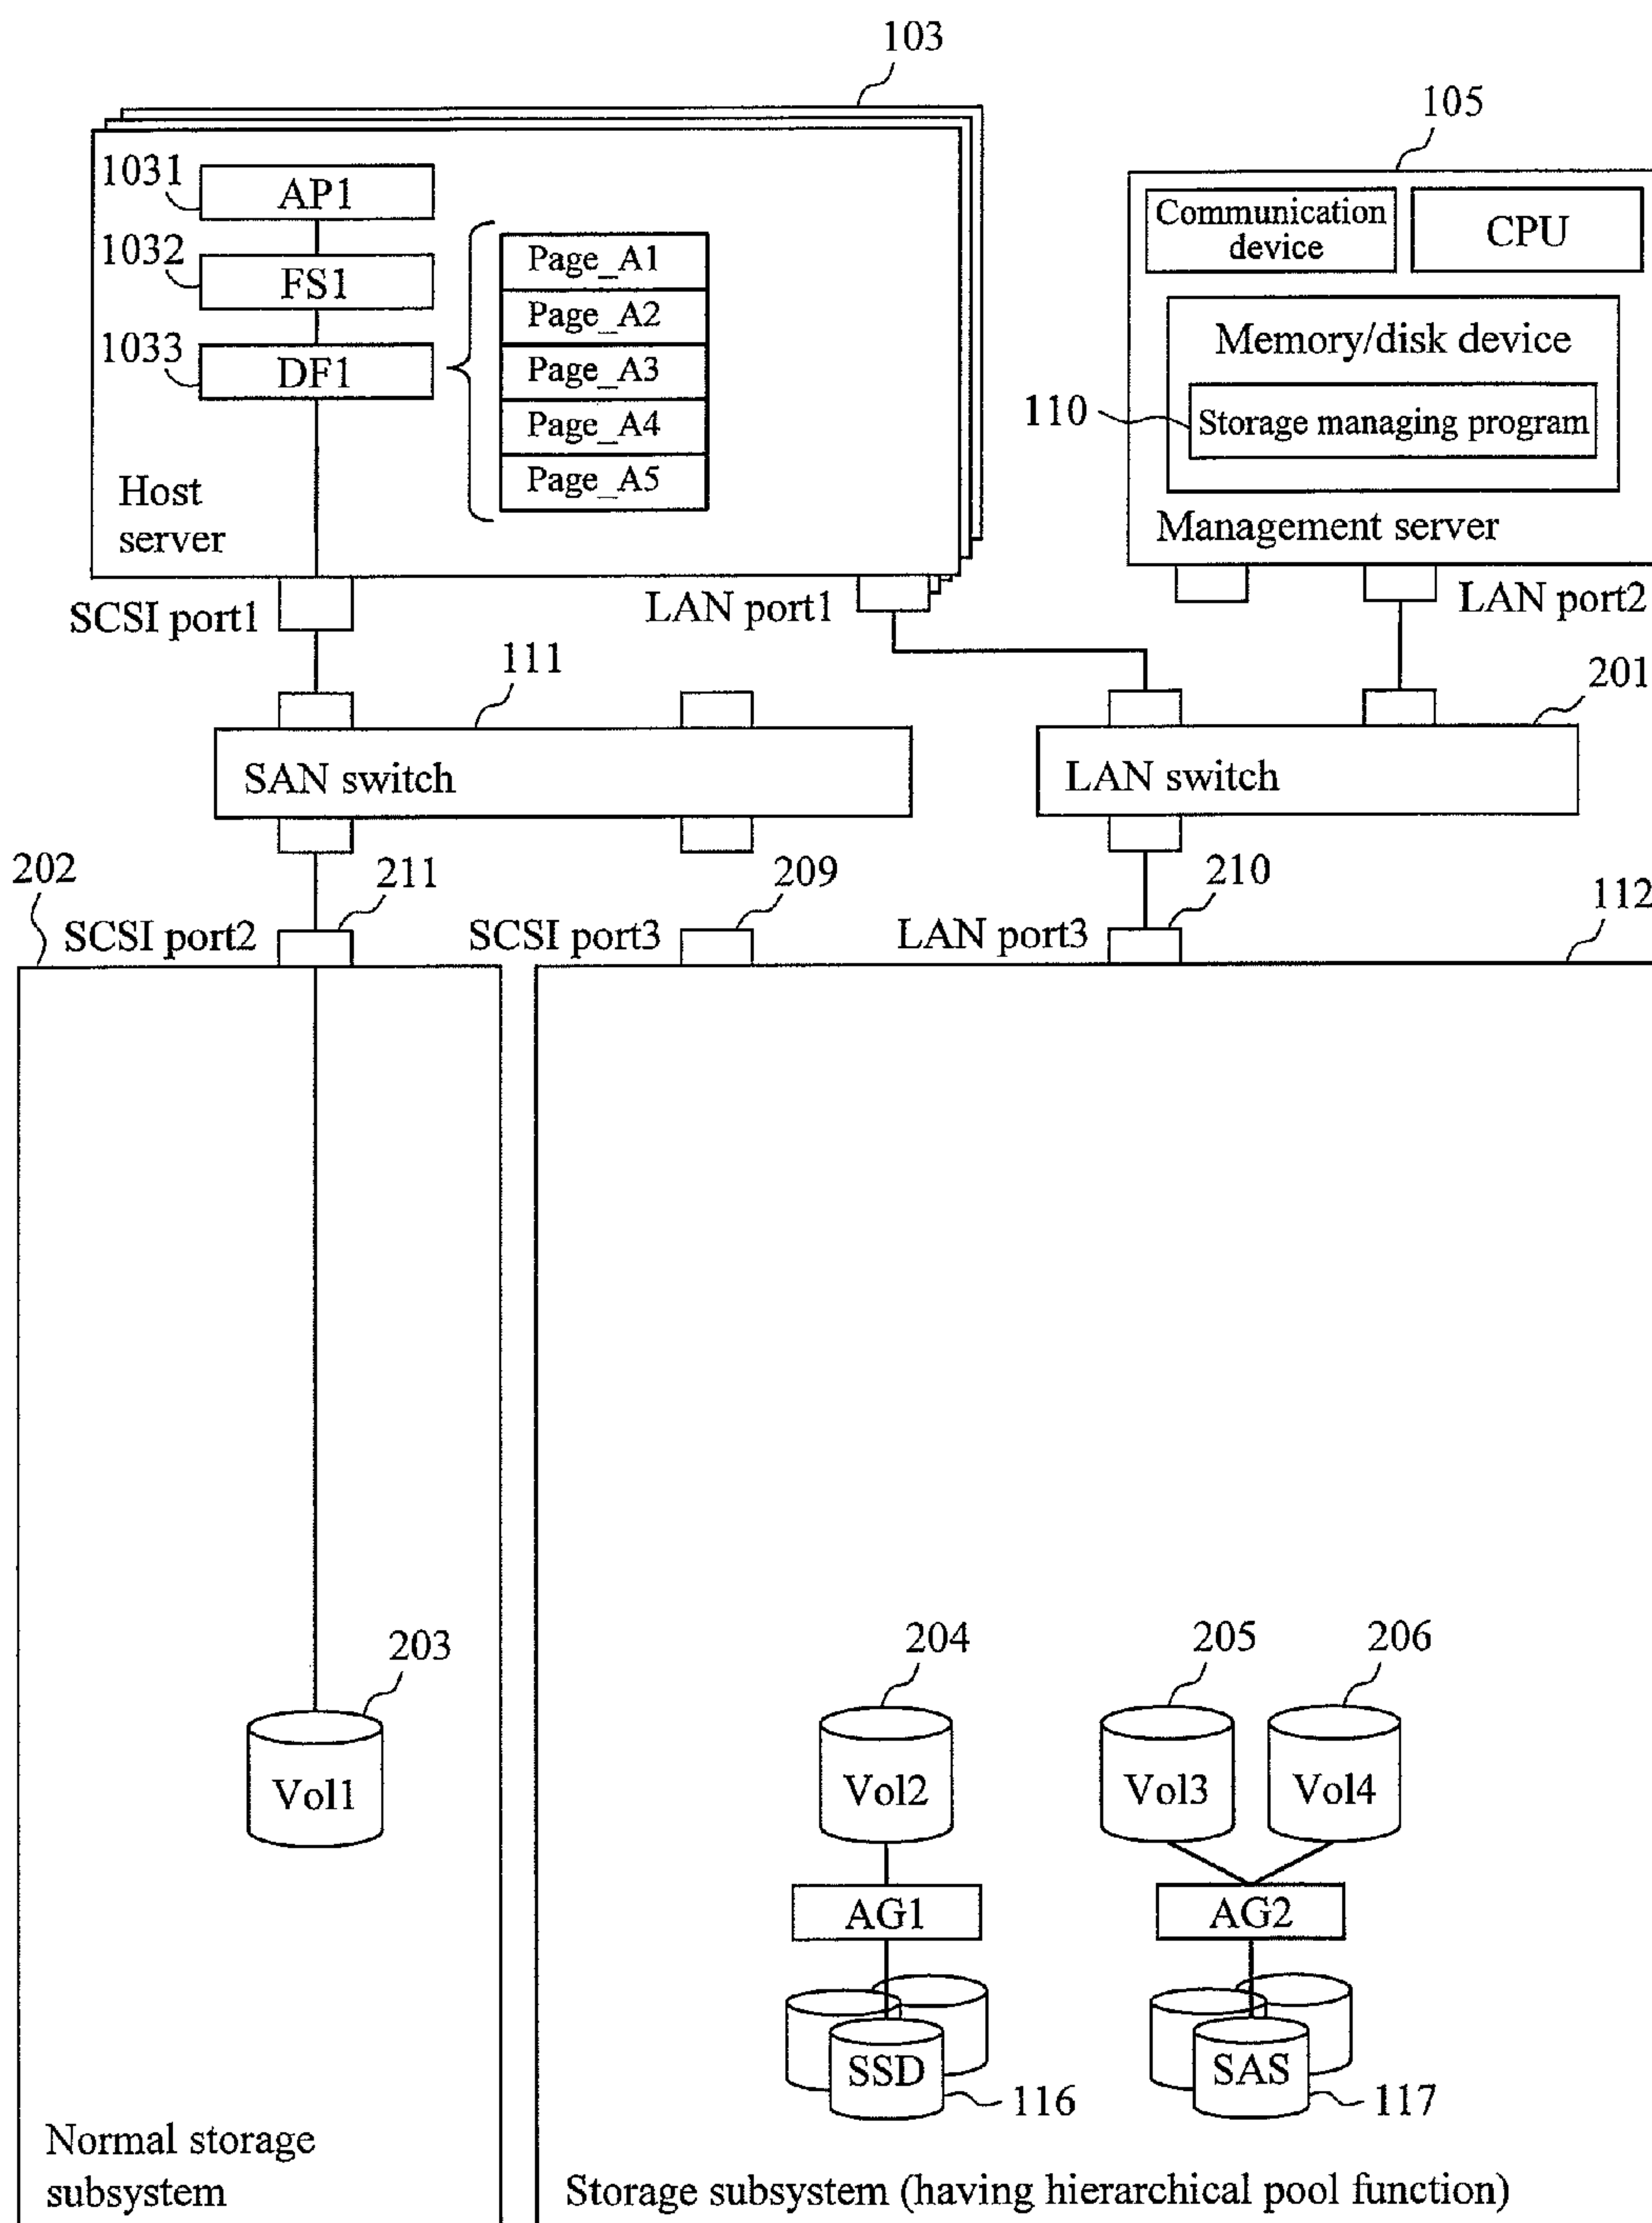 103
105
1031
AP1
Communication
device
CPU
1032
FS1
Page_A1
Page_A2
1033
DF1
Page_A3
Memory/disk device
Page_A4
110
Storage managing program
Page_A5
Host
server
Management server
SCSI port1
LAN port1
LAN port2
111
201
SAN switch
LAN switch
202
211
209
210
112
SCSI port2
SCSI port3
LAN port3
203
204
205
206
Vol1
Vol2
Vol3
Vol4
AG1
AG2
SSD
SAS
116
117
Normal storage
subsystem
Storage subsystem (having hierarchical pool function)